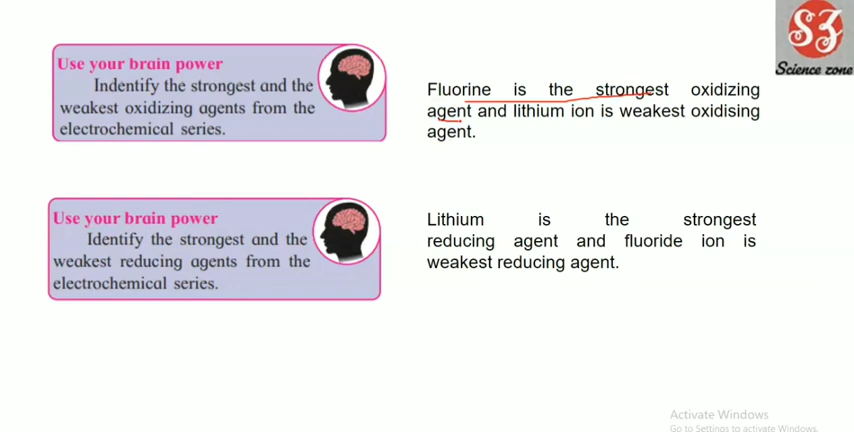 SZ
Science zone
Use your brain power
Indentify the strongest and the
weakest oxidizing agents from the
electrochemical series.
Fluorine is the strongest oxidizing
agent and lithium ion is weakest oxidising
agent.
Use your brain power
Identify the strongest and the
weakest reducing agents from the
electrochemical series.
Lithium is the strongest
reducing agent and fluoride ion is
weakest reducing agent.
Activate Windows
Go to Settings to activate Windows.